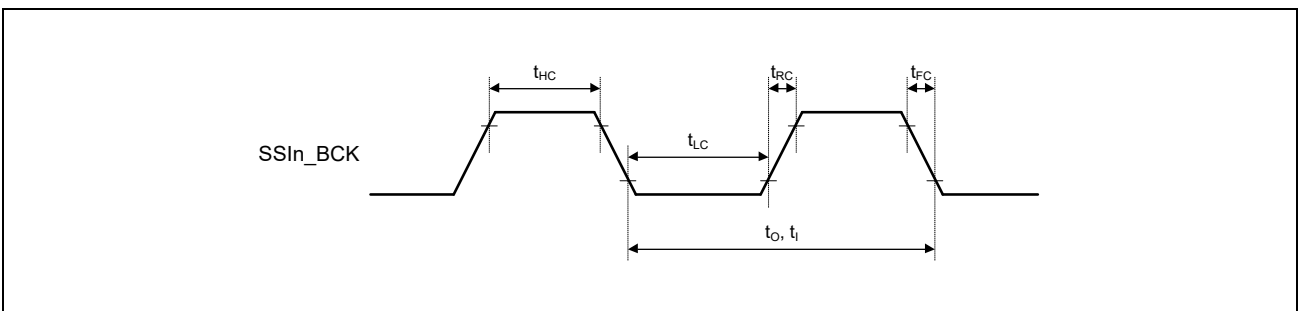 tHC
tRC
tFC
SSIn_BCK
tLC
tO, tI